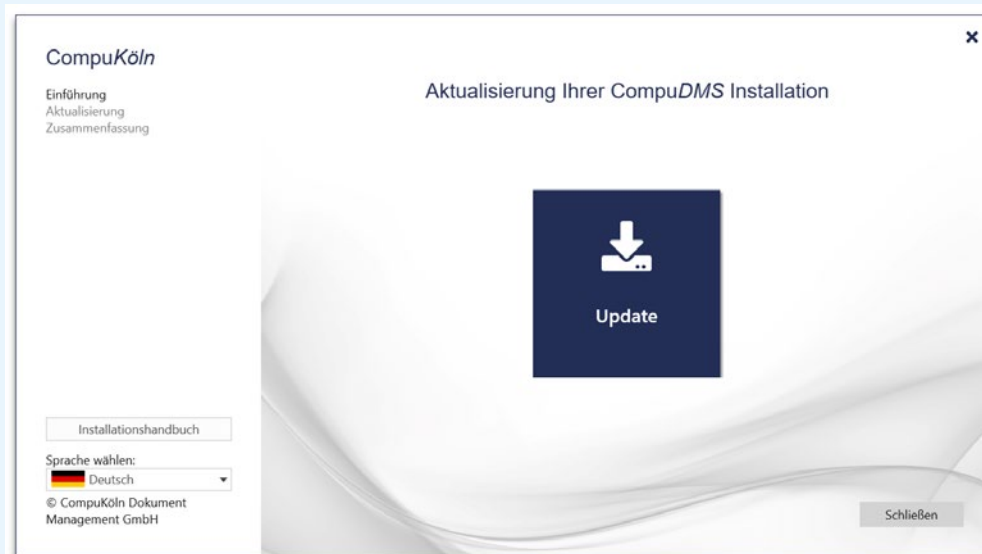 CompuKöln
Einführung
Aktualisierung
Zusammenfassung
Aktualisierung Ihrer CompuDMS Installation
Update
Installationshandbuch
Sprache wählen:
Deutsch
© CompuKöln Dokument
Management GmbH
Schließen